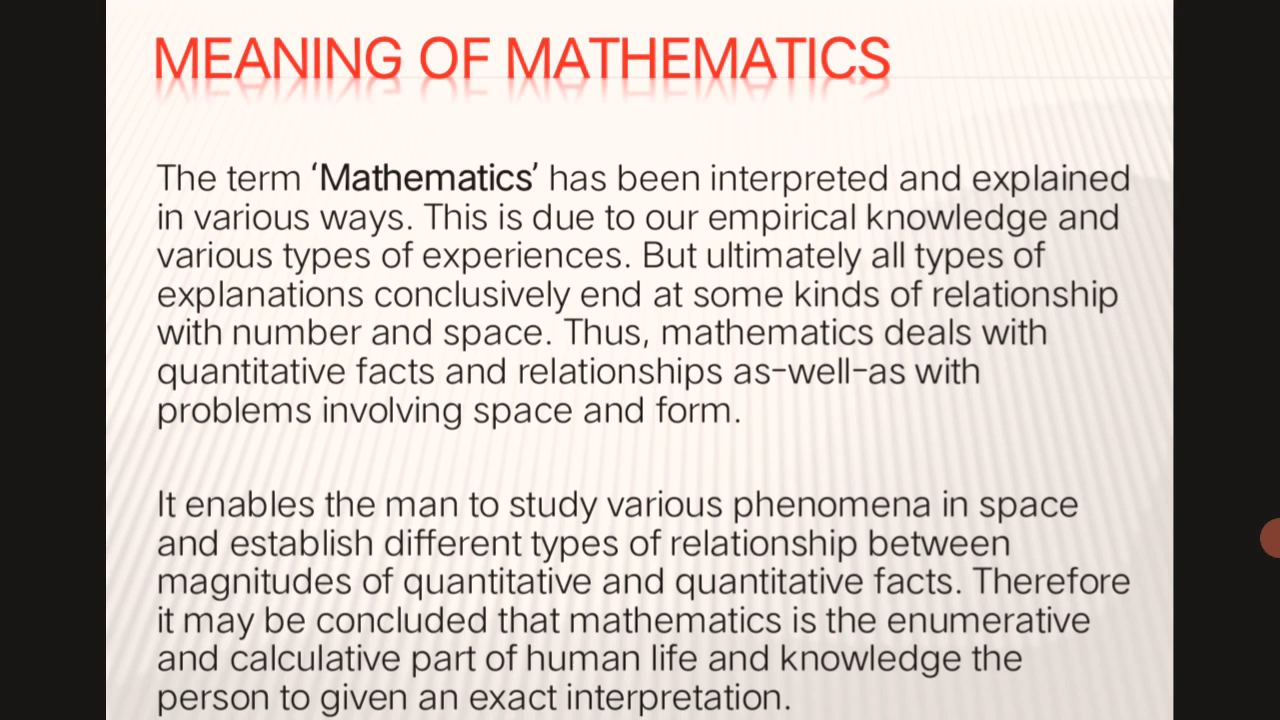 MEANING OF MATHEMATICS
The term ‘Mathematics’ has been interpreted and explained
in various ways. This is due to our empirical knowledge and
various types of experiences. But ultimately all types of
explanations conclusively end at some kinds of relationship
with number and space. Thus, mathematics deals with
quantitative facts and relationships as-well-as with
problems involving space and form.
It enables the man to study various phenomena in space
and establish different types of relationship between
magnitudes of quantitative and quantitative facts. Therefore
it may be concluded that mathematics is the enumerative
and calculative part of human life and knowledge the
person to given an exact interpretation.